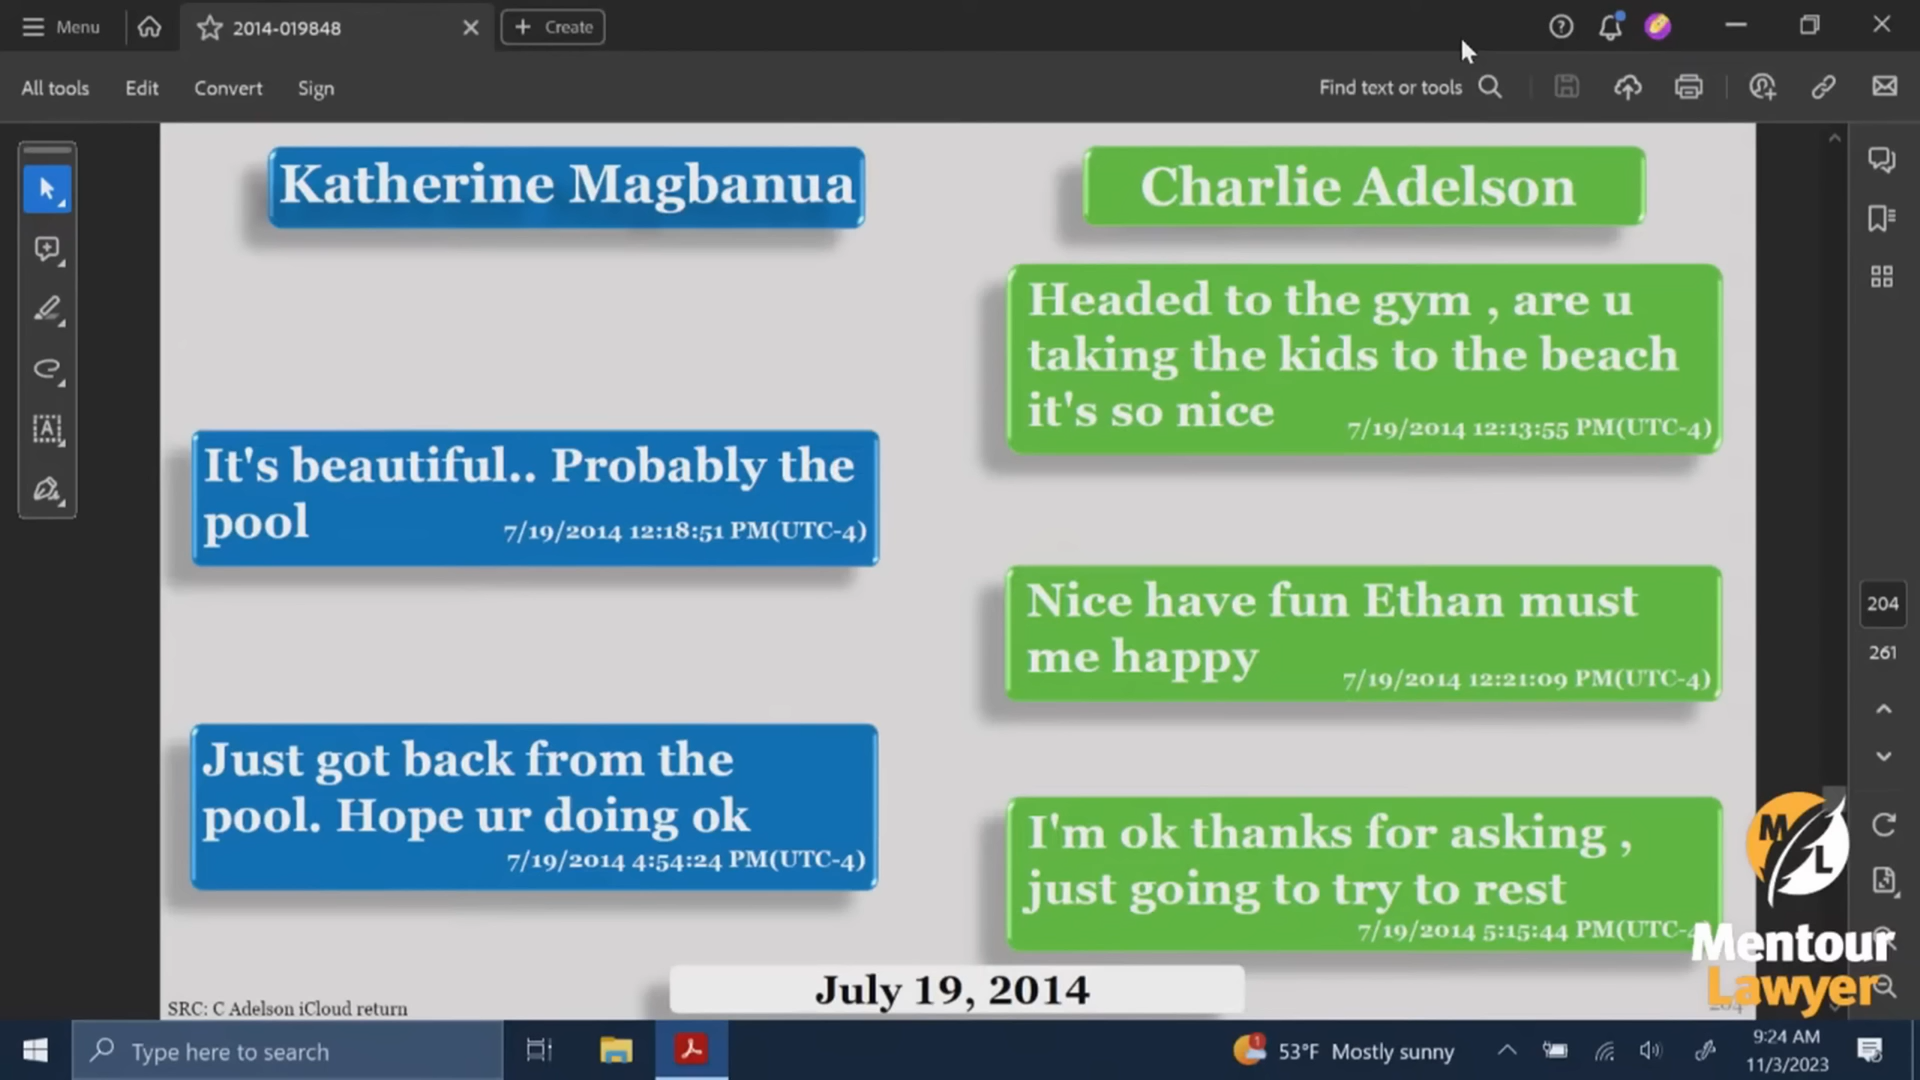 Menu
2014-019848
Create
All tools
Edit
Convert
Sign
Find text or tools
Katherine Magbanua
Charlie Adelson
Headed to the gym , are u
taking the kids to the beach
it's so nice
7/19/2014 12:13:55 PM(UTC-4)
It's beautiful.. Probably the
pool
7/19/2014 12:18:51 PM(UTC-4)
Nice have fun Ethan must
me happy
7/19/2014 12:21:09 PM(UTC-4)
Just got back from the
pool. Hope ur doing ok
7/19/2014 4:54:24 PM(UTC-4)
I'm ok thanks for asking ,
just going to try to rest
7/19/2014 5:15:44 PM(UTC-4
July 19, 2014
SRC: C Adelson iCloud return
204
204
261
M
L
Mentour
Lawyer
Type here to search
1
53°F Mostly sunny
9:24 AM
11/3/2023